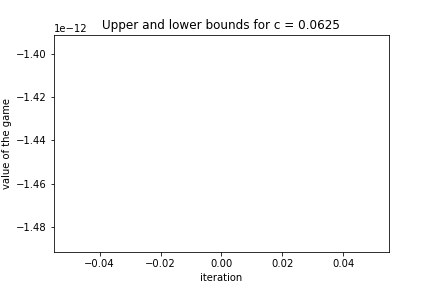 Upper and lower bounds for c = 0.0625
1e−12
−1.40
−1.42
−1.44
−1.46
−1.48
value of the game
−0.04 −0.02 0.00 0.02 0.04
iteration